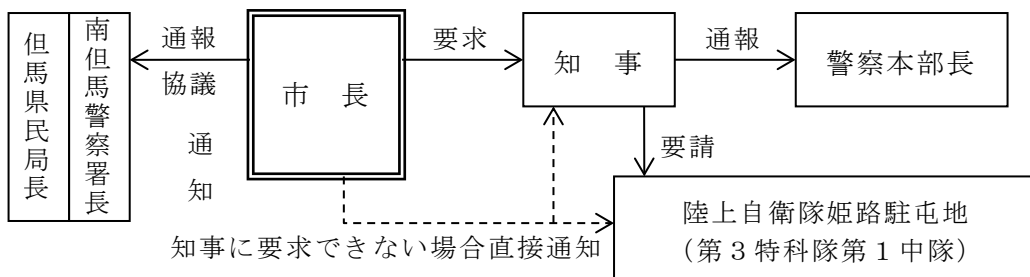 但馬県民局長
南但馬警察署長
通報
協議
通
知
市　長
要求
知　事
通報
警察本部長
要請
陸上自衛隊姫路駐屯地
（第３特科隊第１中隊）
知事に要求できない場合直接通知